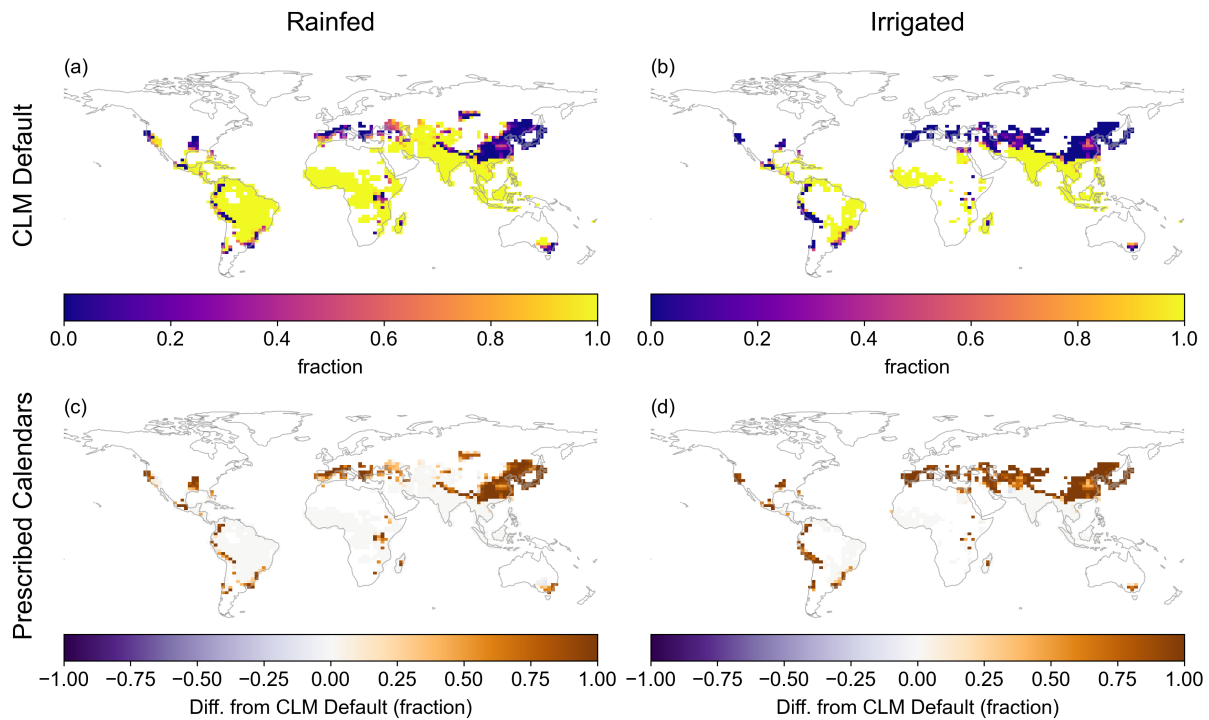 Rainfed
Irrigated
CLM Default
(a)
(b)
0.0 0.2 0.4 0.6 0.8 1.0
fraction
0.0 0.2 0.4 0.6 0.8 1.0
fraction
Prescribed Calendars
(c)
(d)
−1.00 −0.75 −0.50 −0.25 0.00 0.25 0.50 0.75 1.00
Diff. from CLM Default (fraction)
−1.00 −0.75 −0.50 −0.25 0.00 0.25 0.50 0.75 1.00
Diff. from CLM Default (fraction)